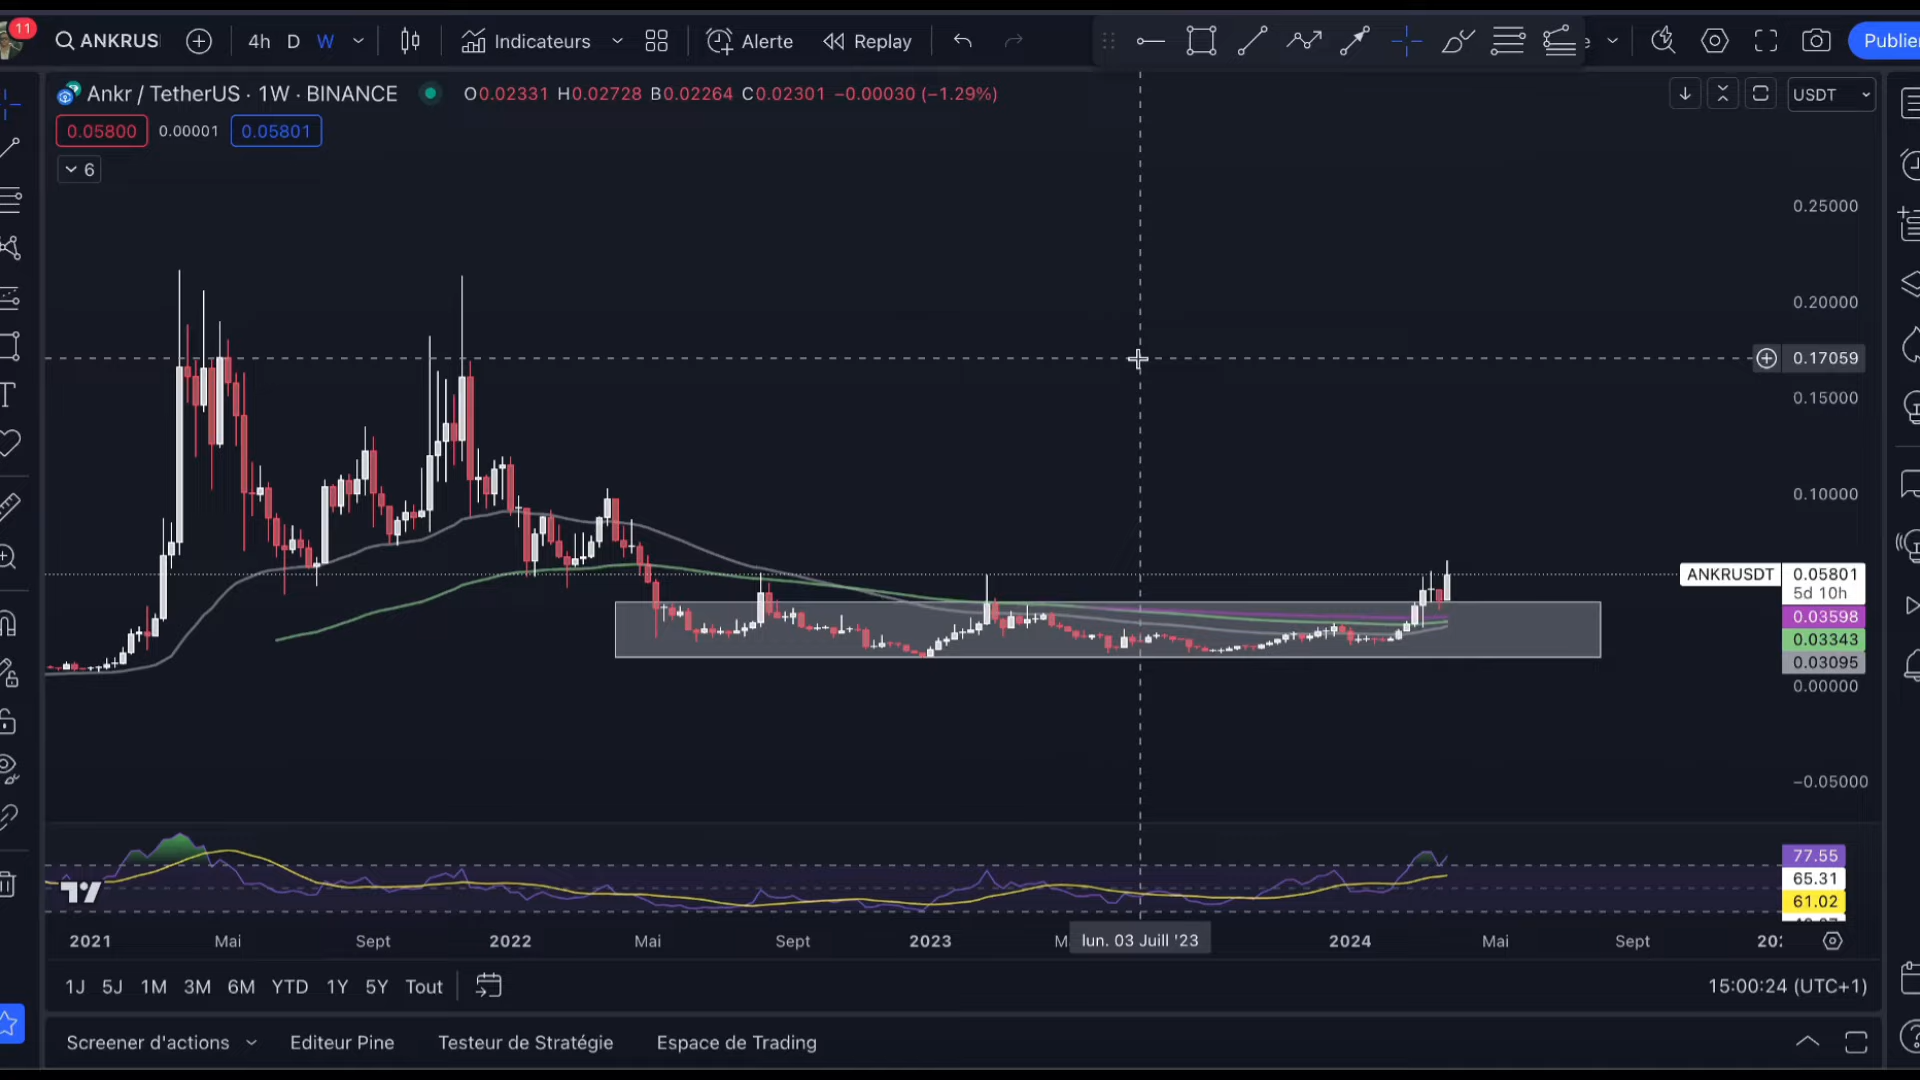 11
ANKRUS
4h D W
Indicateurs
Alerte
Replay
Publier
Ankr / TetherUS · 1W · BINANCE
O0.02331 H0.02728 B0.02264 C0.02301 −0.00030 (−1.29%)
USDT
0.05800 0.00001 0.05801
6
0.25000
0.20000
0.17059
0.15000
0.10000
ANKRUSDT 0.05801
5d 10h
0.03598
0.03343
0.03095
0.00000
−0.05000
77.55
65.31
61.02
2021 Mai Sept 2022 Mai Sept 2023 lun. 03 Juill '23 2024 Mai Sept
1J 5J 1M 3M 6M YTD 1Y 5Y Tout
15:00:24 (UTC+1)
Screener d'actions Editeur Pine Testeur de Stratégie Espace de Trading